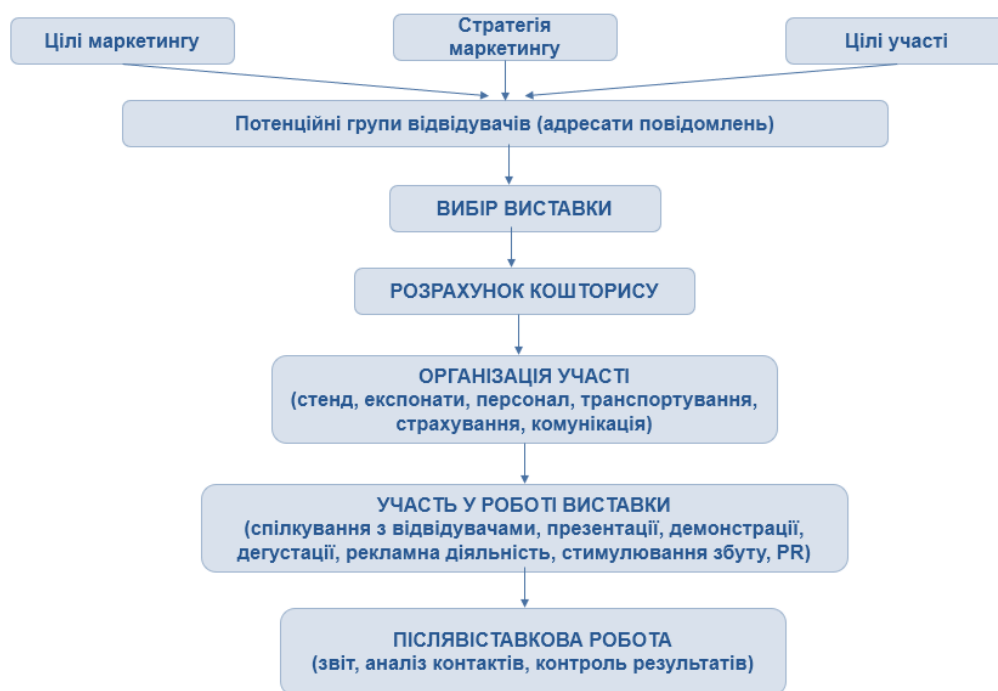 Цілі маркетингу
Стратегія
маркетингу
Цілі участі
Потенційні групи відвідувачів (адресати повідомлень)
ВИБІР ВИСТАВКИ
РОЗРАХУНОК КОШТОРИСУ
ОРГАНІЗАЦІЯ УЧАСТІ
(стенд, експонати, персонал, транспортування,
страхування, комунікація)
УЧАСТЬ У РОБОТІ ВИСТАВКИ
(спілкування з відвідувачами, презентації, демонстрації,
дегустації, рекламна діяльність, стимулювання збуту, PR)
ПІСЛЯВІСТАВКОВА РОБОТА
(звіт, аналіз контактів, контроль результатів)